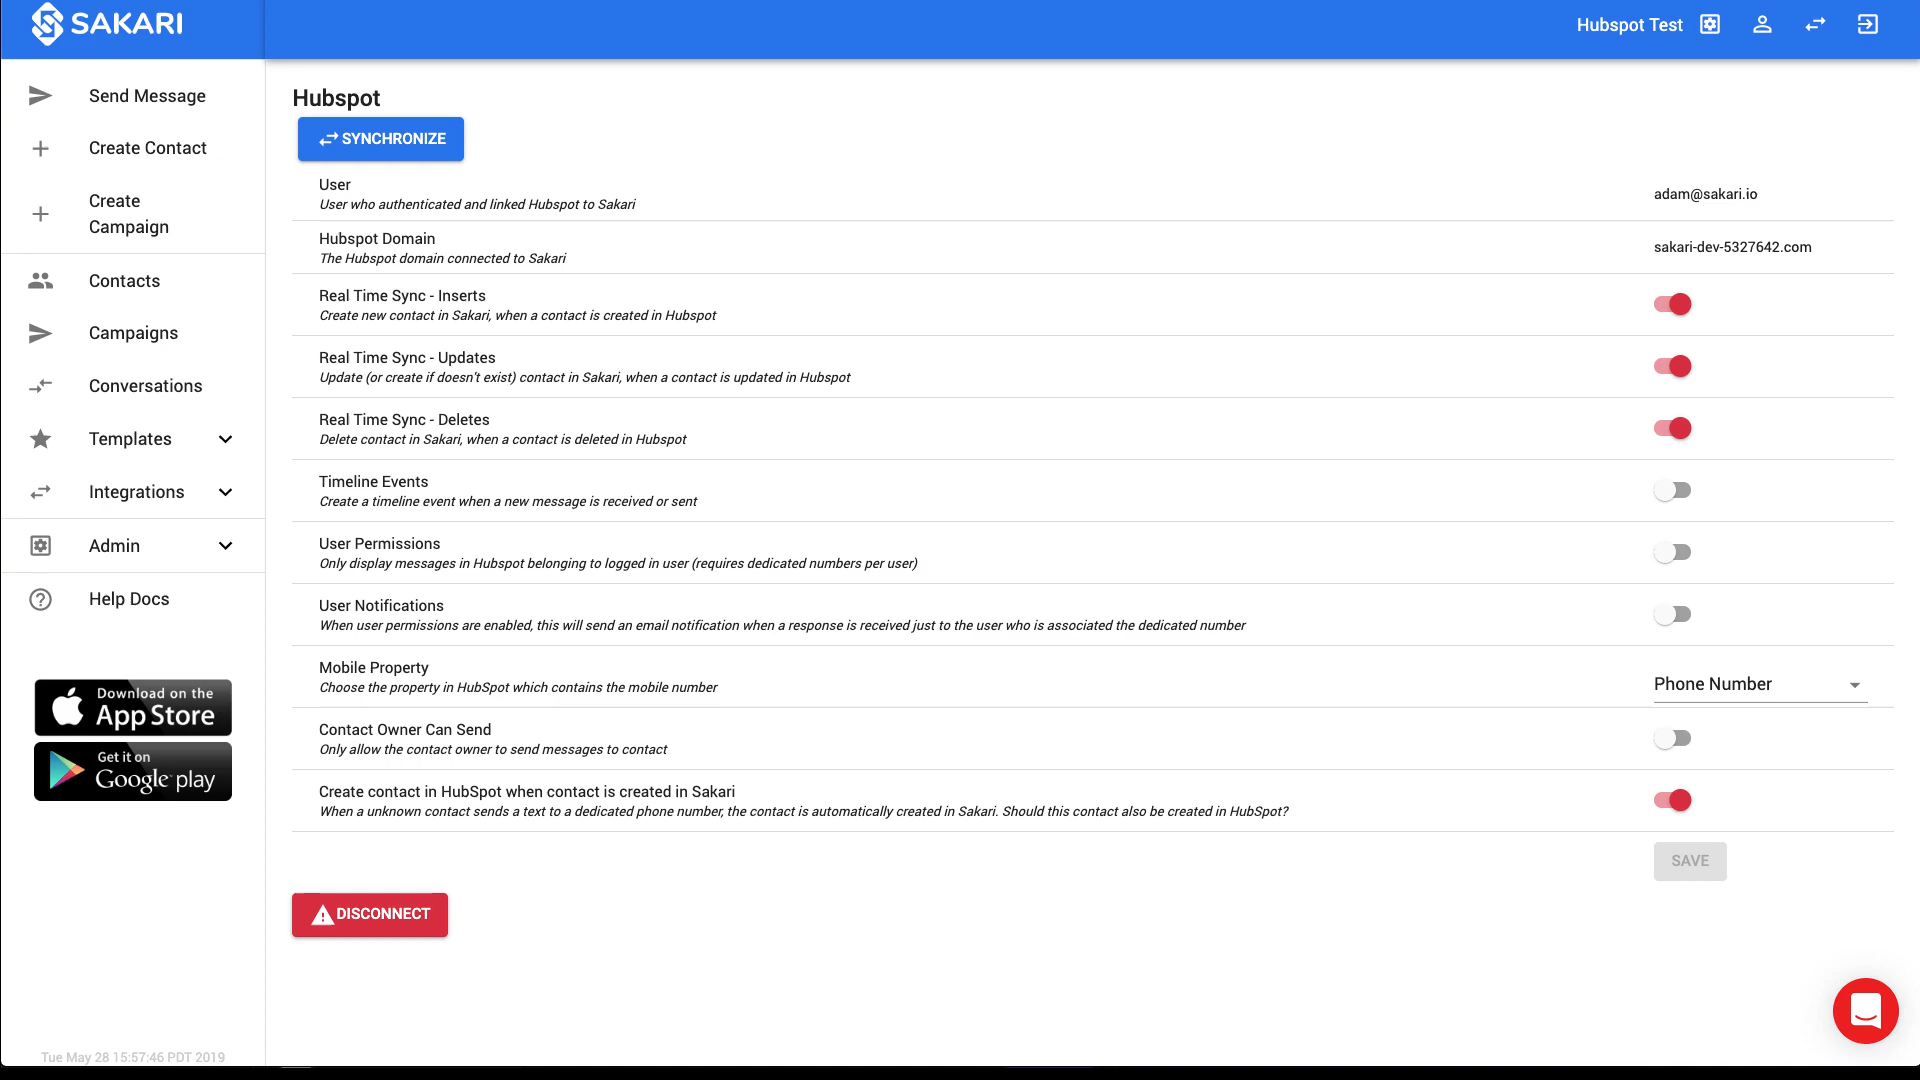 SAKARI
Hubspot Test
Send Message
Create Contact
Create
Campaign
Contacts
Campaigns
Conversations
Templates
Integrations
Admin
Help Docs
Download on the
App Store
Get it on
Google play
Tue May 28 15:57:46 PDT 2019
Hubspot
SYNCHRONIZE
User
User who authenticated and linked Hubspot to Sakari
adam@sakari.io
Hubspot Domain
The Hubspot domain connected to Sakari
sakari-dev-5327642.com
Real Time Sync - Inserts
Create new contact in Sakari, when a contact is created in Hubspot
Real Time Sync - Updates
Update (or create if doesn't exist) contact in Sakari, when a contact is updated in Hubspot
Real Time Sync - Deletes
Delete contact in Sakari, when a contact is deleted in Hubspot
Timeline Events
Create a timeline event when a new message is received or sent
User Permissions
Only display messages in Hubspot belonging to logged in user (requires dedicated numbers per user)
User Notifications
When user permissions are enabled, this will send an email notification when a response is received just to the user who is associated the dedicated number
Mobile Property
Choose the property in HubSpot which contains the mobile number
Phone Number
Contact Owner Can Send
Only allow the contact owner to send messages to contact
Create contact in HubSpot when contact is created in Sakari
When a unknown contact sends a text to a dedicated phone number, the contact is automatically created in Sakari. Should this contact also be created in HubSpot?
SAVE
DISCONNECT